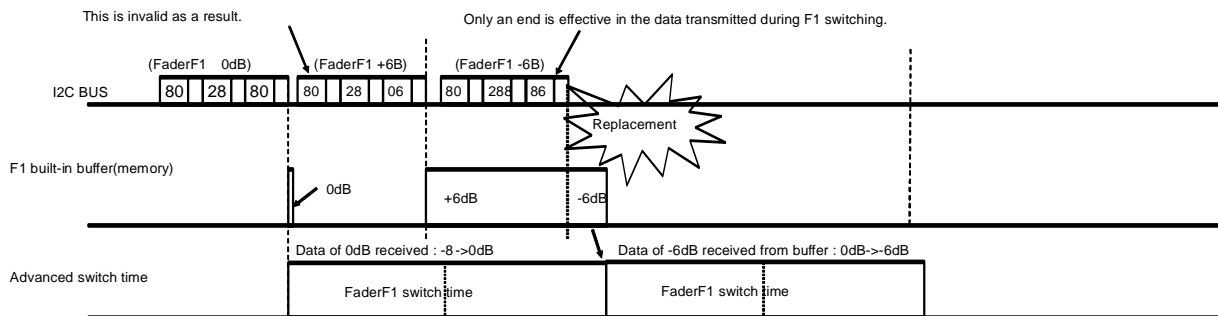 This is invalid as a result.
Only an end is effective in the data transmitted during F1 switching.
(FaderF1 0dB)
(FaderF1 +6B)
(FaderF1 -6B)
I2C BUS
80 28 80
80 28 06
80 288 86
Replacement
F1 built-in buffer(memory)
0dB
+6dB
-6dB
Data of 0dB received : -8->0dB
Data of -6dB received from buffer : 0dB->-6dB
Advanced switch time
FaderF1 switch time
FaderF1 switch time